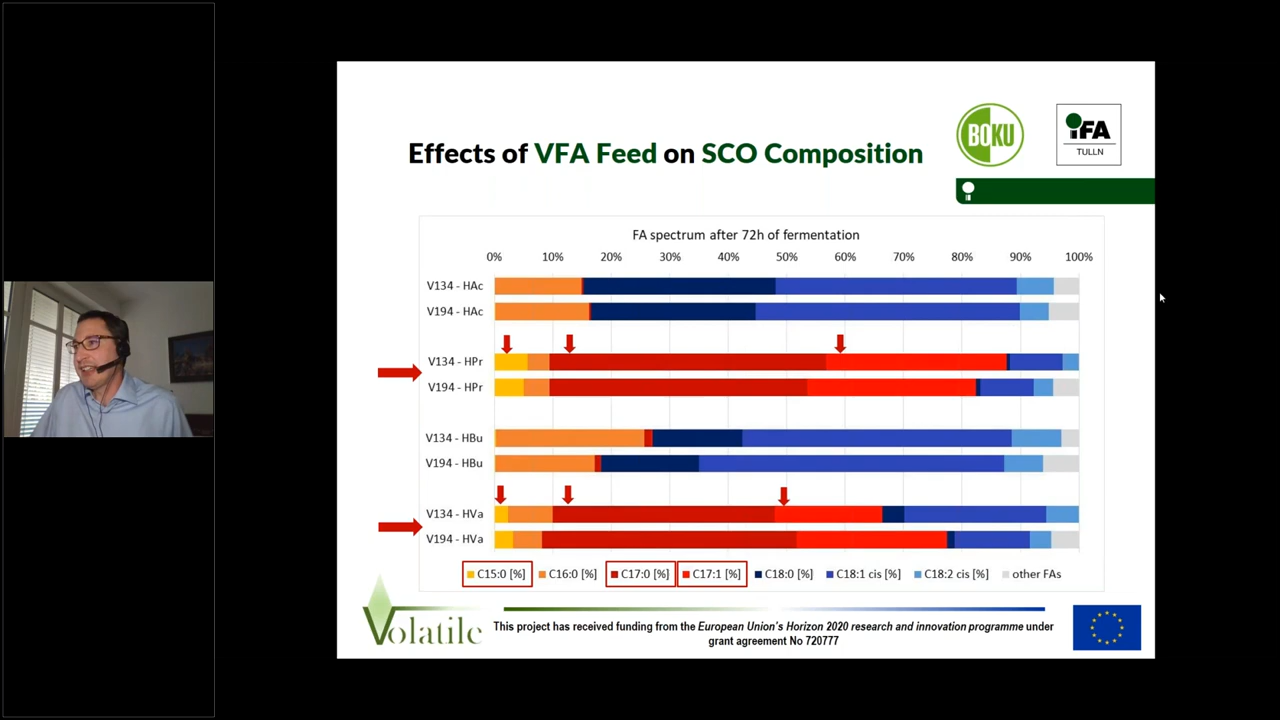 BOKU
iFA
TULLN
Effects of VFA Feed on SCO Composition
FA spectrum after 72h of fermentation
0% 10% 20% 30% 40% 50% 60% 70% 80% 90% 100%
V134 - HAc
V194 - HAc
V134 - HPr
V194 - HPr
V134 - HBu
V194 - HBu
V134 - HVa
V194 - HVa
C15:0 [%] C16:0 [%] C17:0 [%] C17:1 [%] C18:0 [%] C18:1 cis [%] C18:2 cis [%] other FAs
Volatile
This project has received funding from the European Union's Horizon 2020 research and innovation programme under
grant agreement No 720777